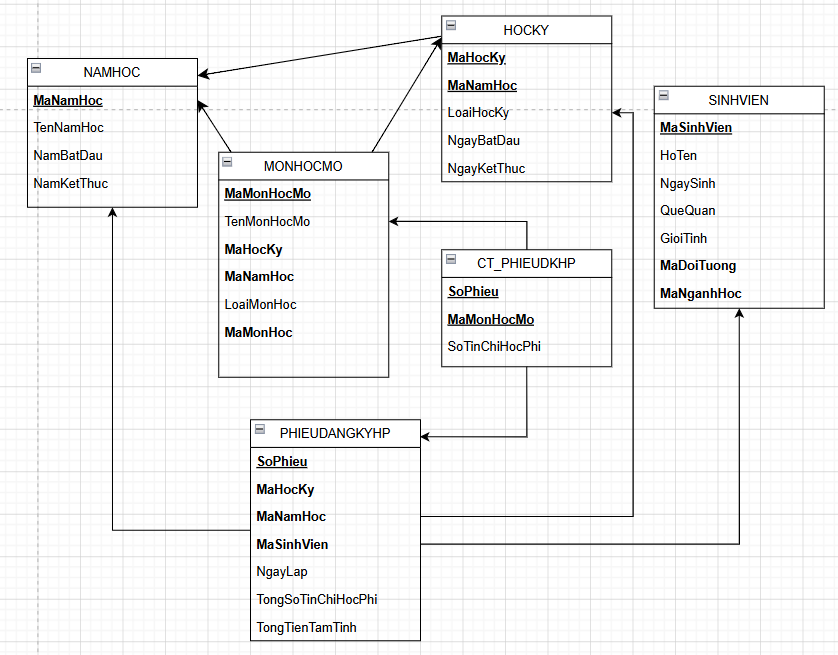 HOCKY
MaHocKy
MaNamHoc
LoaiHocKy
NgayBatDau
NgayKetThuc
NAMHOC
MaNamHoc
TenNamHoc
NamBatDau
NamKetThuc
SINHVIEN
MaSinhVien
HoTen
NgaySinh
QueQuan
GioiTinh
MaDoiTuong
MaNganhHoc
MONHOCMO
MaMonHocMo
TenMonHocMo
MaHocKy
MaNamHoc
LoaiMonHoc
MaMonHoc
CT_PHIEUDKHP
SoPhieu
MaMonHocMo
SoTinChiHocPhi
PHIEUDANGKYHP
SoPhieu
MaHocKy
MaNamHoc
MaSinhVien
NgayLap
TongSoTinChiHocPhi
TongTienTamTinh